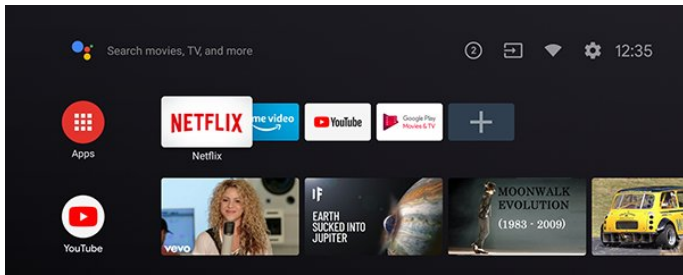 Search movies, TV, and more
2
12:35
Apps
NETFLIX
me video
YouTube
Google Play
Movies & TV
Netflix
YouTube
vevo
IF
EARTH
SUCKED INTO
JUPITER
MOONWALK
EVOLUTION
(1983 - 2009)